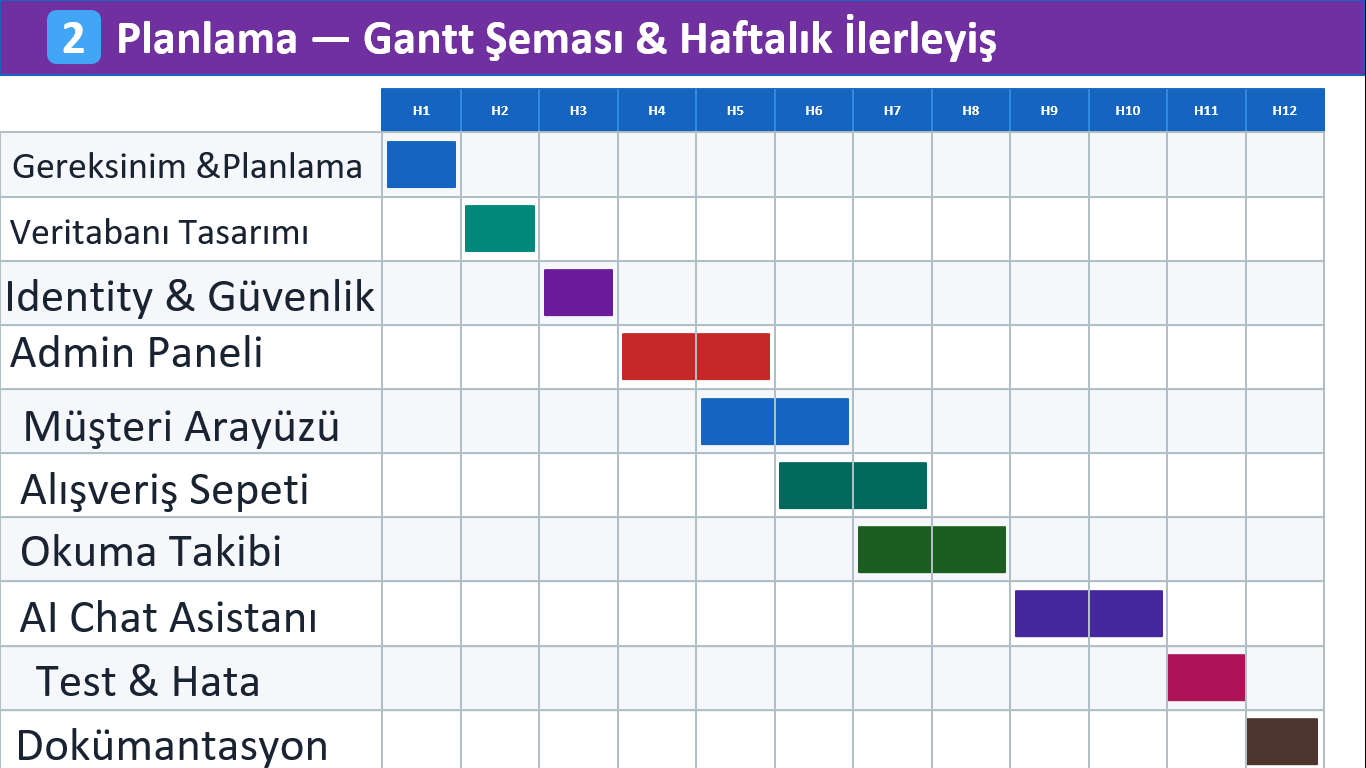 2 Planlama — Gantt Şeması & Haftalık İlerleyiş
H1 H2 H3 H4 H5 H6 H7 H8 H9 H10 H11 H12
Gereksinim &Planlama
Veritabanı Tasarımı
Identity & Güvenlik
Admin Paneli
Müşteri Arayüzü
Alışveriş Sepeti
Okuma Takibi
AI Chat Asistanı
Test & Hata
Dokümantasyon